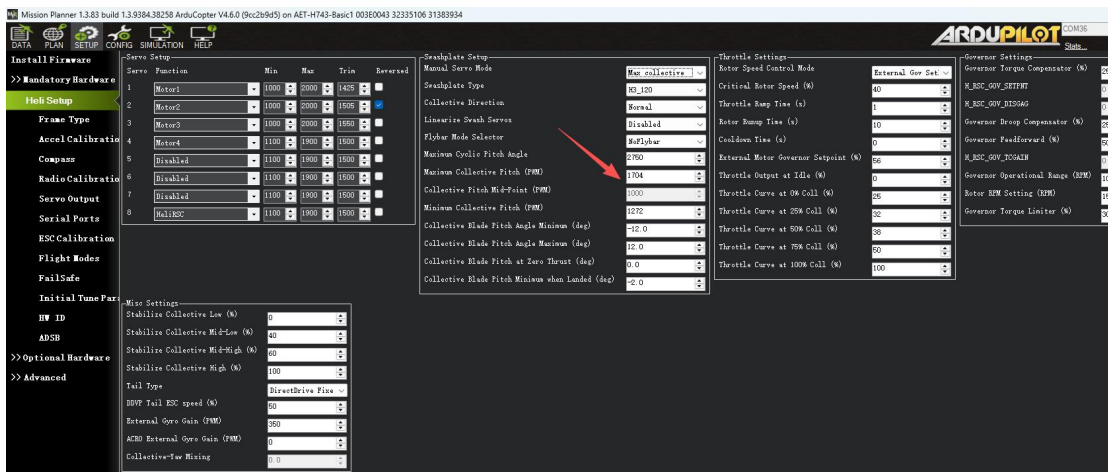 Mission Planner 1.3.83 build 1.3.9384.38258 ArduCopter V4.6.0 (9cc2b9d5) on AET-H743-Basic1 003E0043 32335106 31383934
DATA PLAN SETUP CONFIG SIMULATION HELP
ARDUPILOT COM36
Stats...
Install Firmware
>> Mandatory Hardware
Heli Setup
Frame Type
Accel Calibratio
Compass
Radio Calibratio
Servo Output
Serial Ports
ESC Calibration
Flight Modes
FailSafe
Initial Tune Par
HW ID
ADSB
>> Optional Hardware
>> Advanced
Servo Setup
Servo Function Min Max Trim Reversed
1 Motor1 1000 2000 1425
2 Motor2 1000 2000 1505
3 Motor3 1000 2000 1550
4 Motor4 1100 1900 1500
5 Disabled 1100 1900 1500
6 Disabled 1100 1900 1500
7 Disabled 1100 1900 1500
8 HeliRSC 1100 1900 1500
Swashplate Setup
Manual Servo Mode Max collective
Swashplate Type H3_120
Collective Direction Normal
Linearize Swash Servos Disabled
Flybar Mode Selector NoFlybar
Maximum Cyclic Pitch Angle 2750
Maximum Collective Pitch (PWM) 1704
Collective Pitch Mid-Point (PWM) 1000
Minimum Collective Pitch (PWM) 1272
Collective Blade Pitch Angle Minimum (deg) -12.0
Collective Blade Pitch Angle Maximum (deg) 12.0
Collective Blade Pitch at Zero Thrust (deg) 0.0
Collective Blade Pitch Minimum when Landed (deg) -2.0
Throttle Settings
Rotor Speed Control Mode External Gov Set
Critical Rotor Speed (%) 40
Throttle Ramp Time (s) 1
Rotor Runup Time (s) 10
Cooldown Time (s) 0
External Motor Governor Setpoint (%) 56
Throttle Output at Idle (%) 0
Throttle Curve at 0% Coll (%) 25
Throttle Curve at 25% Coll (%) 32
Throttle Curve at 50% Coll (%) 38
Throttle Curve at 75% Coll (%) 50
Throttle Curve at 100% Coll (%) 100
Governor Settings
Governor Torque Compensator (%)
H_RSC_GOV_SETPNT
H_RSC_GOV_DISGAG
Governor Droop Compensator (%)
Governor Feedforward (%)
H_RSC_GOV_TCGAIN
Governor Operational Range (RPM)
Rotor RPM Setting (RPM)
Governor Torque Limiter (%)
Misc Settings
Stabilize Collective Low (%) 0
Stabilize Collective Mid-Low (%) 40
Stabilize Collective Mid-High (%) 60
Stabilize Collective High (%) 100
Tail Type DirectDrive Fixe
DDVP Tail ESC speed (%) 50
External Gyro Gain (PWM) 350
ACRO External Gyro Gain (PWM) 0
Collective-Yaw Mixing 0.0